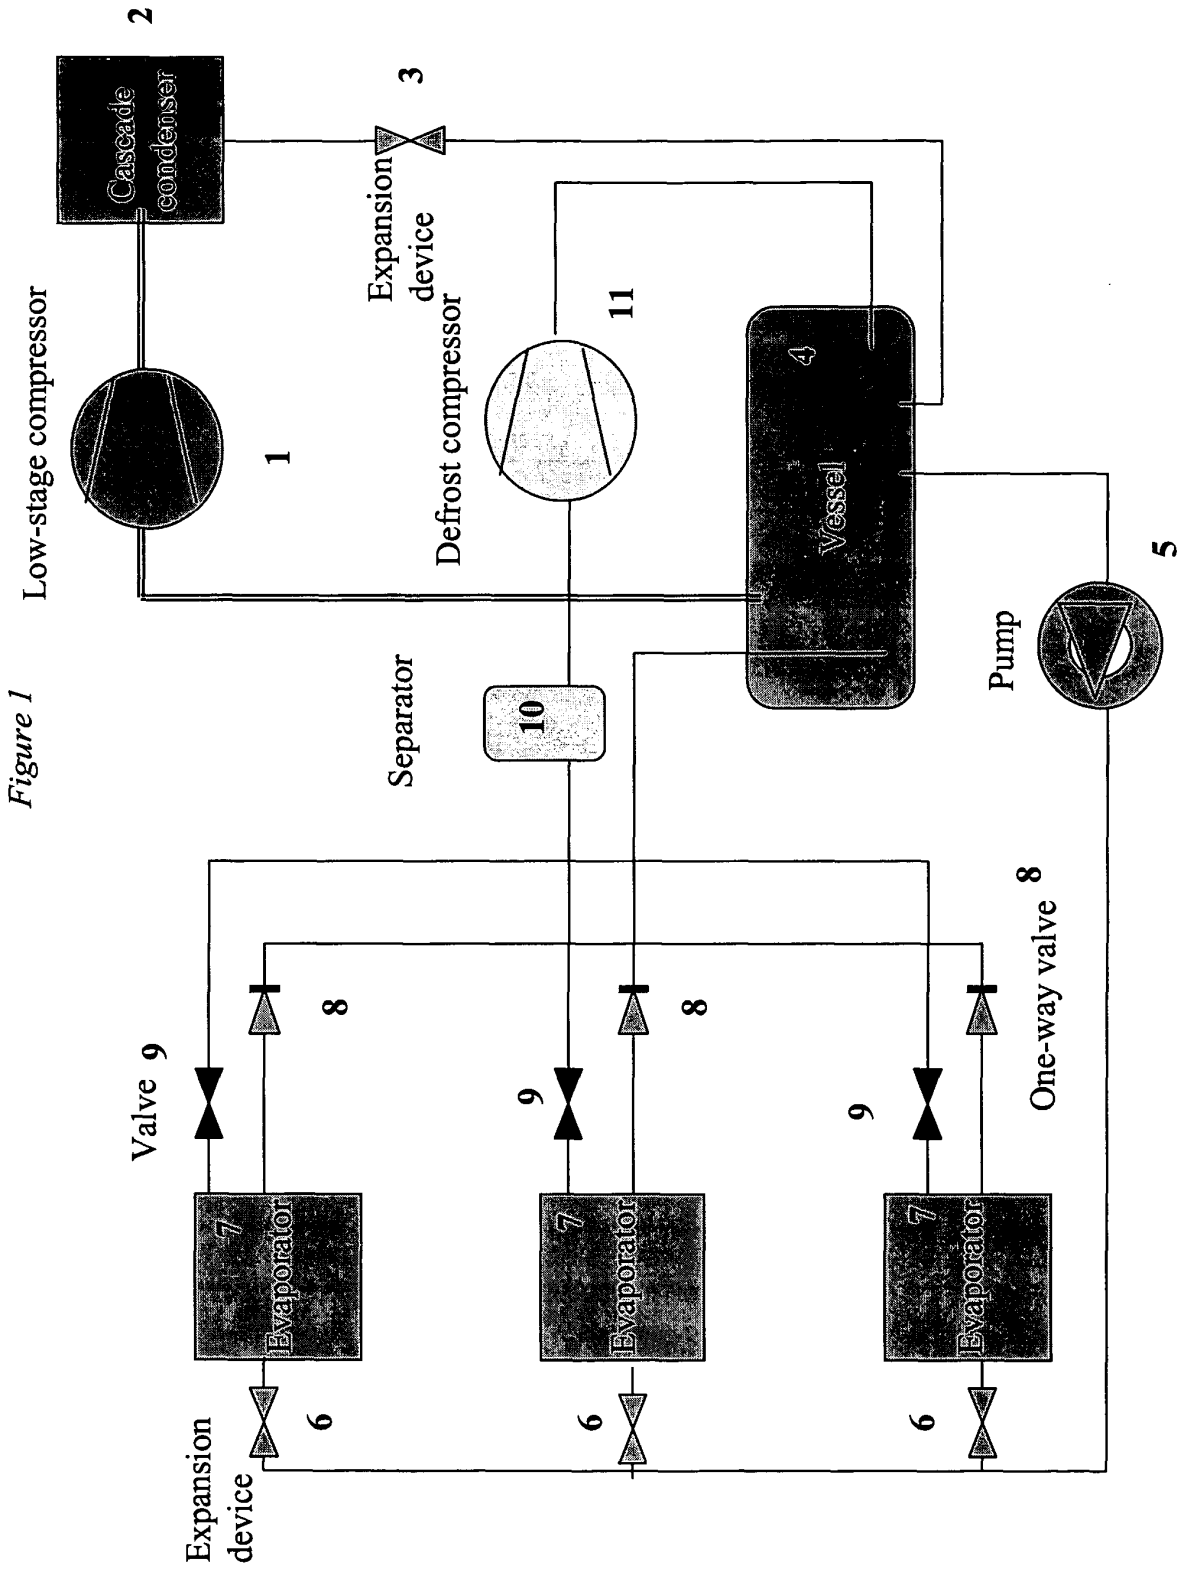 Figure 1
Low-stage compressor
2
Cascade
condenser
Valve 9
Expansion
device
7
Evaporator
1
6
8
Expansion
device
3
Separator
Defrost compressor
9
10
11
7
Evaporator
6
8
4
Vessel
9
7
Evaporator
6
Pump
One-way valve 8
5